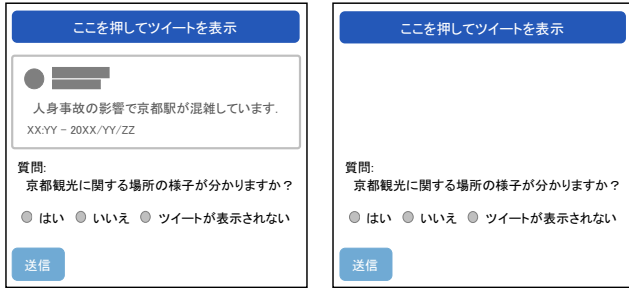 ここを押してツイートを表示
人身事故の影響で京都駅が混雑しています.
XX:YY - 20XX/YY/ZZ
質問:
京都観光に関する場所の様子が分かりますか？
はい いいえ ツイートが表示されない
送信
ここを押してツイートを表示
質問:
京都観光に関する場所の様子が分かりますか？
はい いいえ ツイートが表示されない
送信